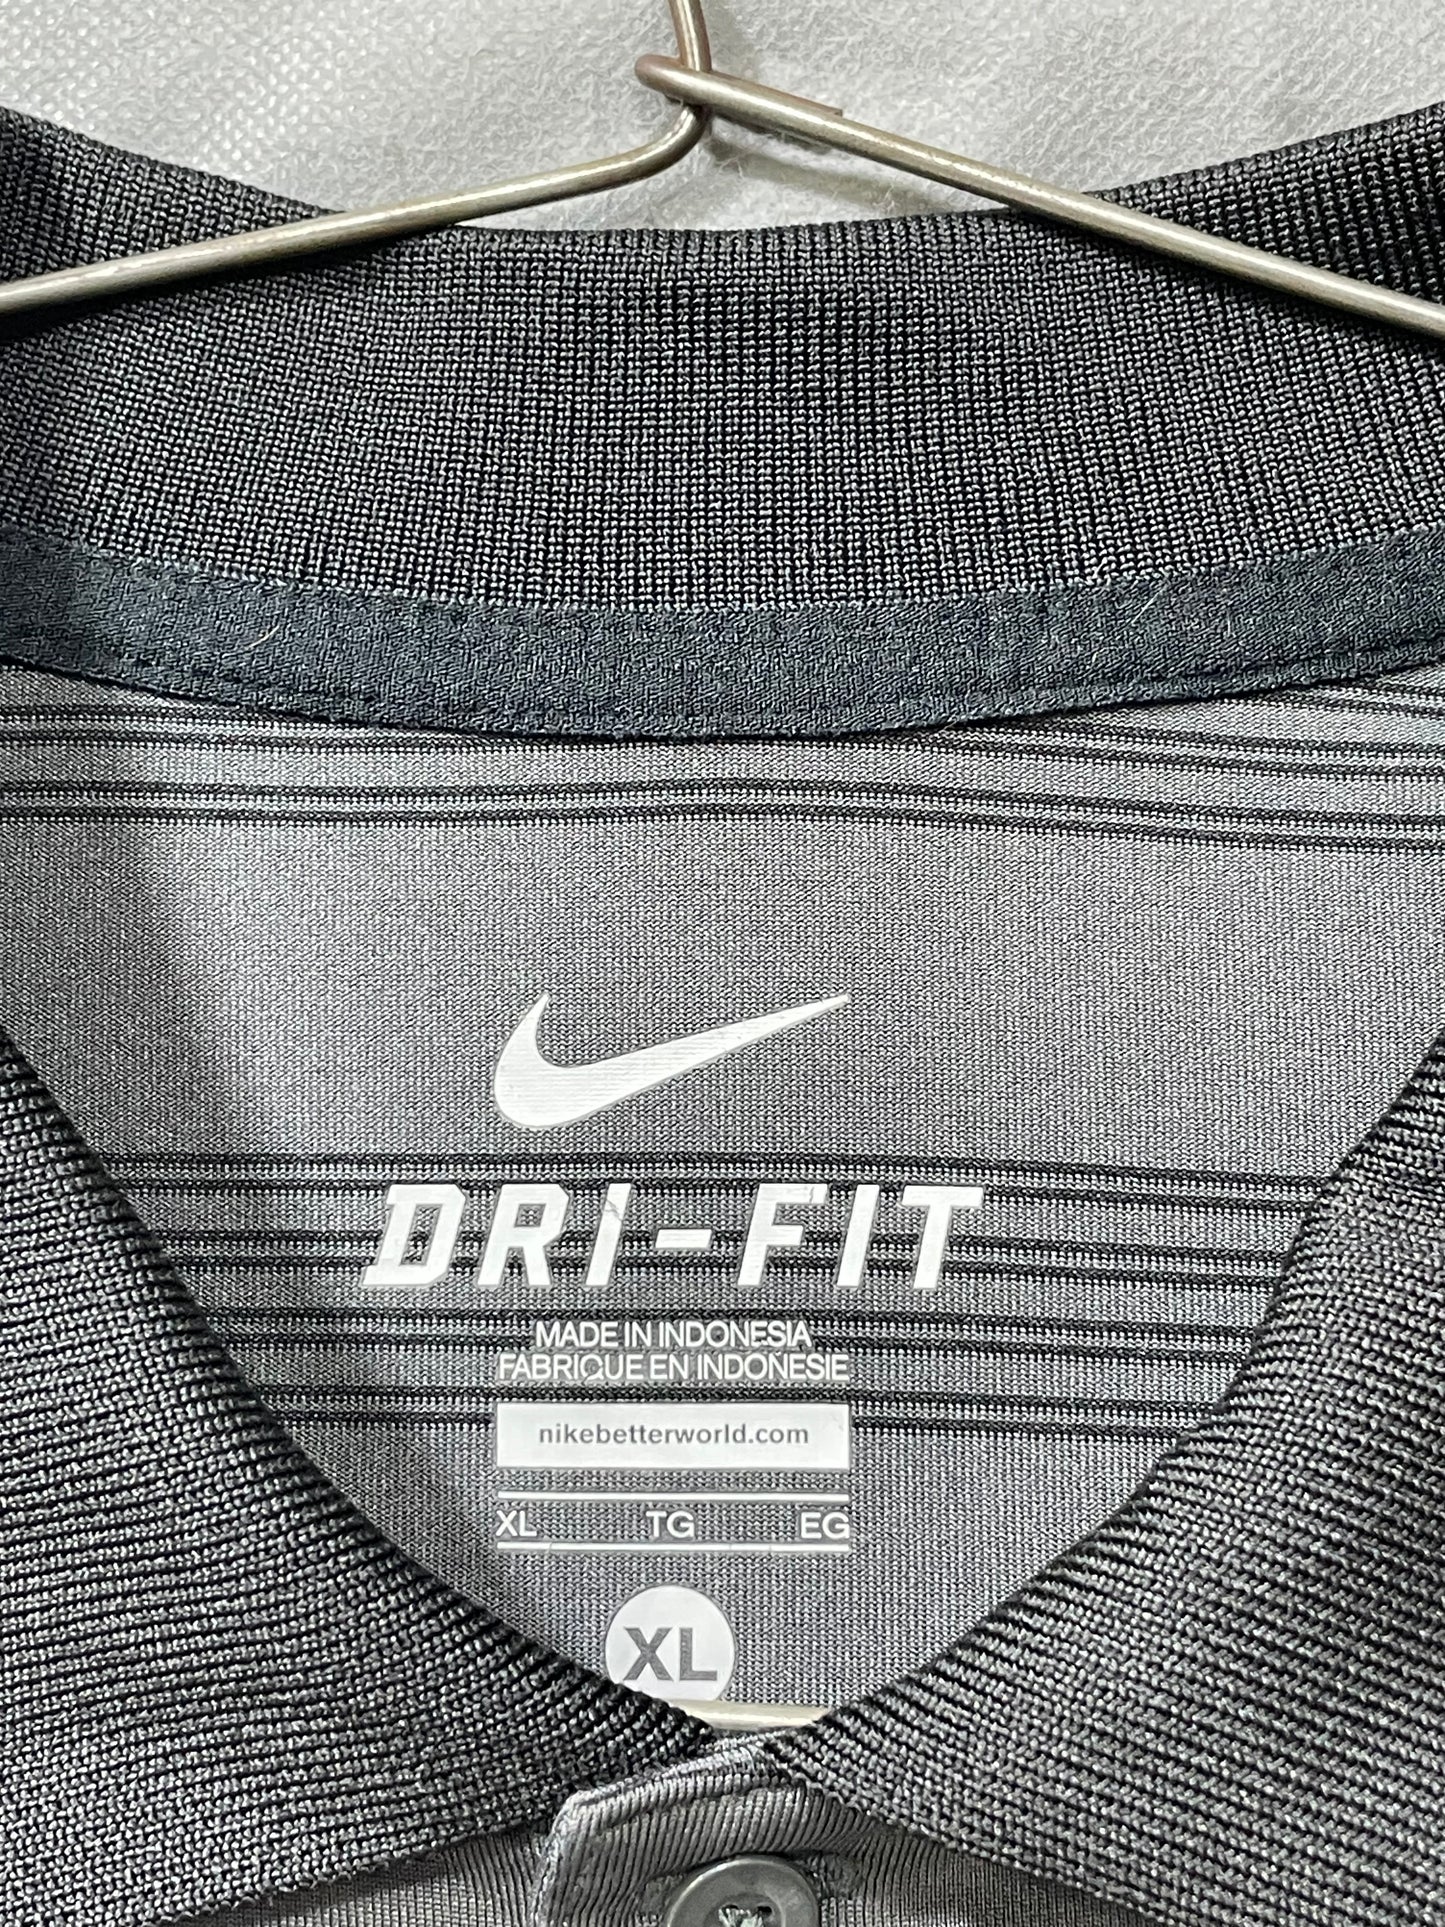 DRI-FIT
MADE IN INDONESIA
FABRIQUE EN INDONESIE
nikebetterworld.com
XL TG EG
XL